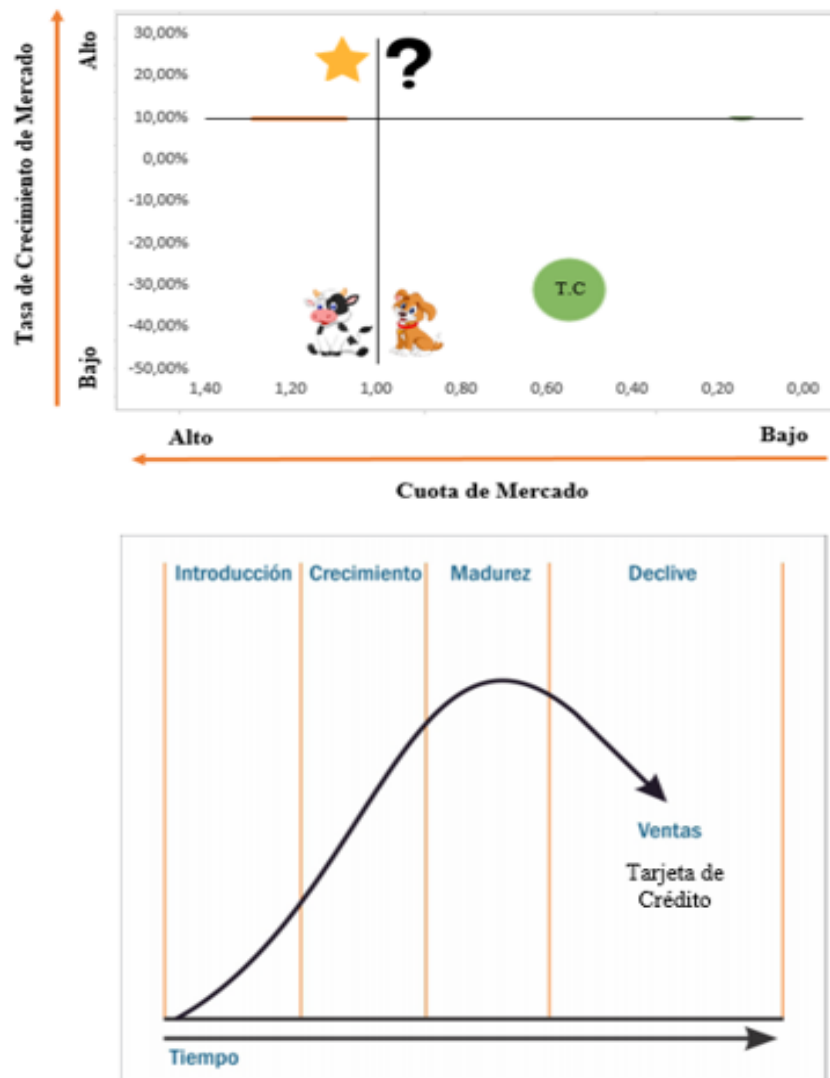 Tasa de Crecimiento de Mercado
Alto
Bajo
30,00%
20,00%
10,00%
0,00%
-10,00%
-20,00%
-30,00%
-40,00%
-50,00%
?
T.C
1,40 1,20 1,00 0,80 0,60 0,40 0,20 0,00
Alto Bajo
Cuota de Mercado
Introducción Crecimiento Madurez Declive
Ventas
Tarjeta de
Crédito
Tiempo